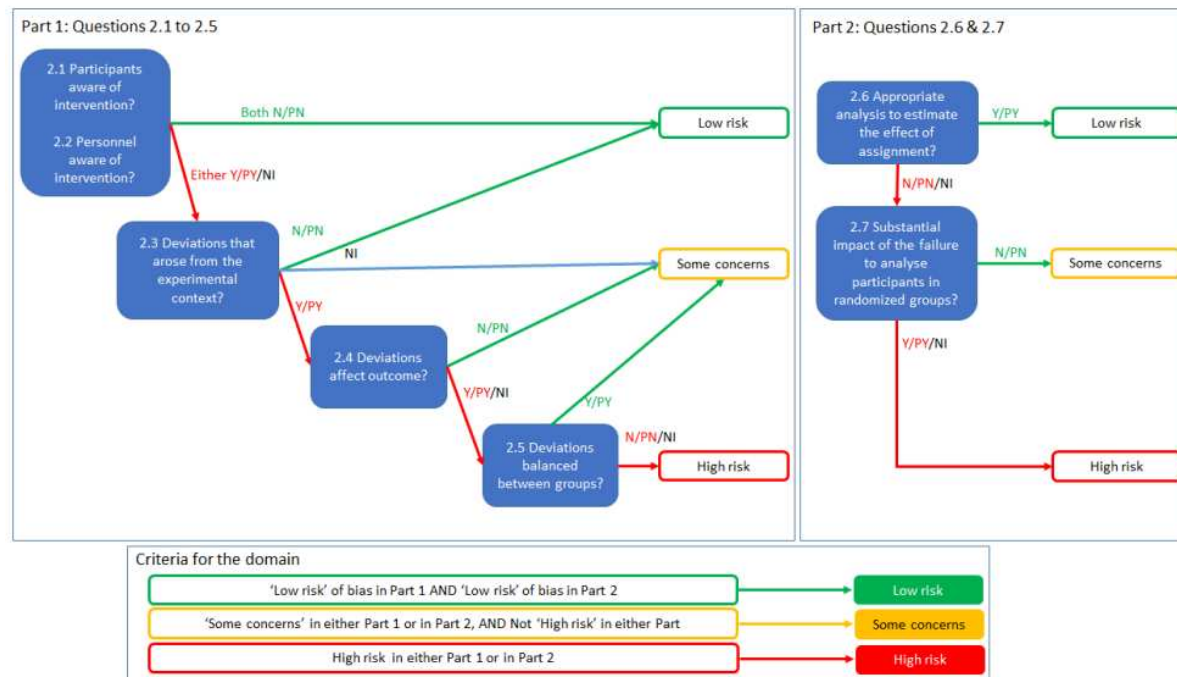 Part 1: Questions 2.1 to 2.5
2.1 Participants
aware of
intervention?
2.2 Personnel
aware of
intervention?
Both N/PN
Low risk
Either Y/PY/NI
2.3 Deviations that
arose from the
experimental
context?
N/PN
NI
Some concerns
Y/PY
2.4 Deviations
affect outcome?
N/PN
Y/PY/NI
Y/PY
2.5 Deviations
balanced
between groups?
N/PN/NI
High risk
Part 2: Questions 2.6 & 2.7
2.6 Appropriate
analysis to estimate
the effect of
assignment?
Y/PY
Low risk
N/PN/NI
2.7 Substantial
impact of the failure
to analyse
participants in
randomized groups?
N/PN
Some concerns
Y/PY/NI
High risk
Criteria for the domain
‘Low risk’ of bias in Part 1 AND ‘Low risk’ of bias in Part 2
Low risk
‘Some concerns’ in either Part 1 or in Part 2, AND Not ‘High risk’ in either Part
Some concerns
High risk in either Part 1 or in Part 2
High risk